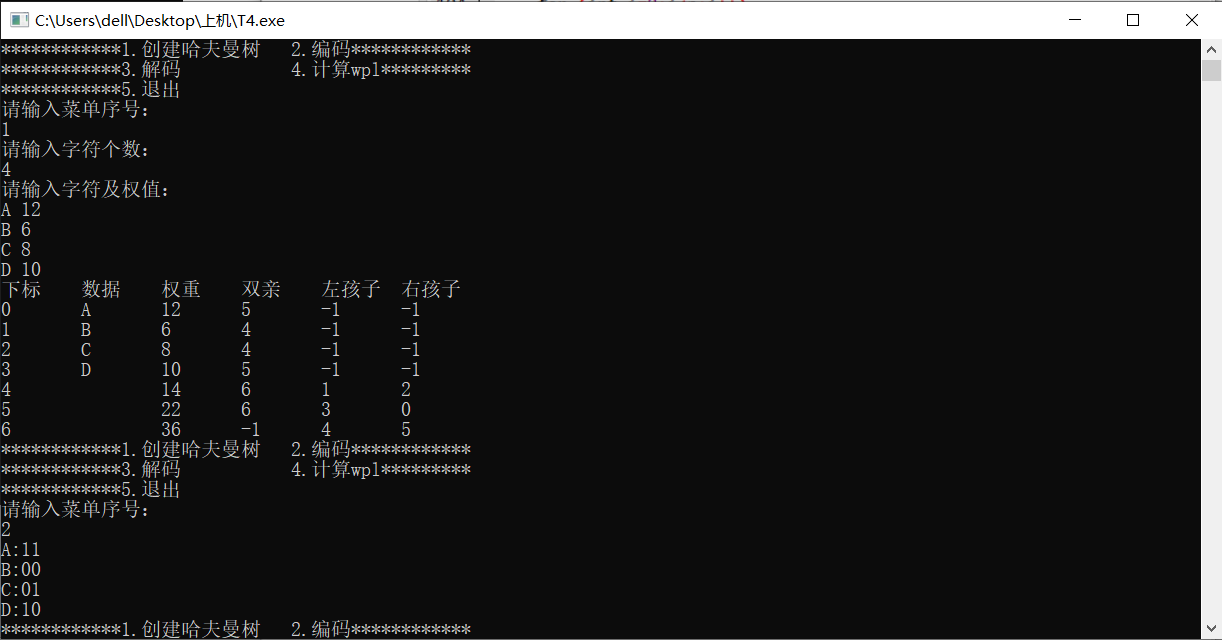 C:\Users\dell\Desktop\上机\T4.exe
************1.创建哈夫曼树   2.编码************
************3.解码           4.计算wpl*********
************5.退出
请输入菜单序号:
1
请输入字符个数:
4
请输入字符及权值:
A 12
B 6
C 8
D 10
下标    数据    权重    双亲    左孩子  右孩子
0       A       12      5       -1      -1
1       B       6       4       -1      -1
2       C       8       4       -1      -1
3       D       10      5       -1      -1
4               14      6       1       2
5               22      6       3       0
6               36      -1      4       5
************1.创建哈夫曼树   2.编码************
************3.解码           4.计算wpl*********
************5.退出
请输入菜单序号:
2
A:11
B:00
C:01
D:10
************1.创建哈夫曼树   2.编码************